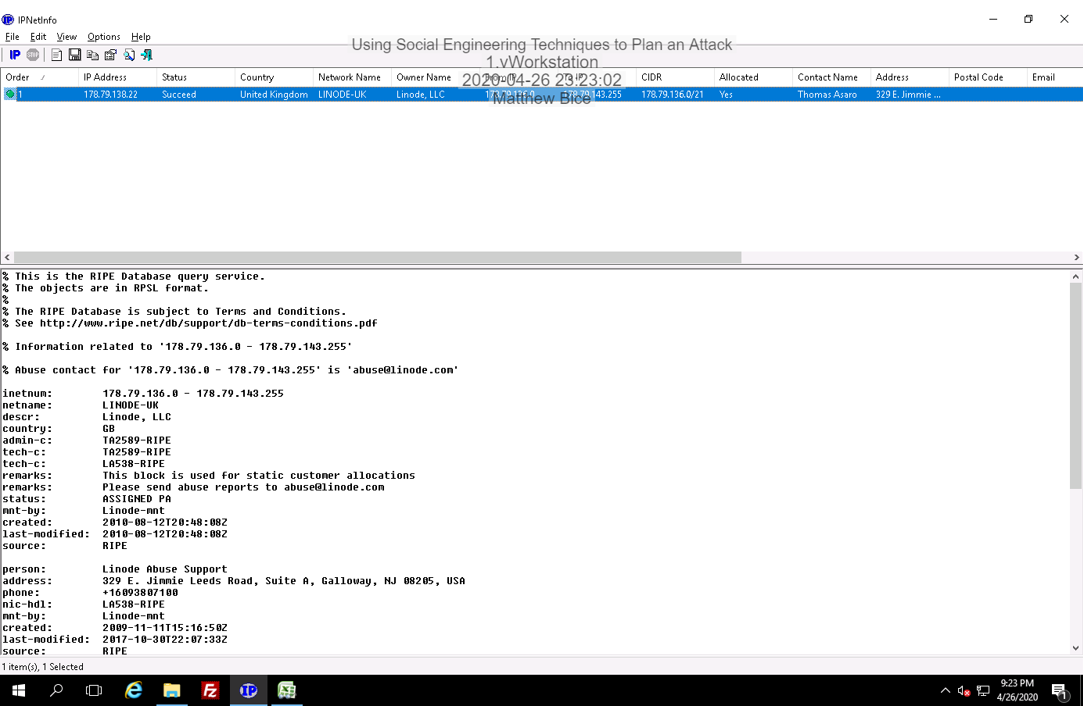 IPNetInfo
File Edit View Options Help
IP
Using Social Engineering Techniques to Plan an Attack
1.vWorkstation
2020-04-26 23:23:02
Matthew Bice
Order IP Address Status Country Network Name Owner Name From IP To IP CIDR Allocated Contact Name Address Postal Code Email
1 178.79.138.22 Succeed United Kingdom LINODE-UK Linode, LLC 178.79.136.0 178.79.143.255 178.79.136.0/21 Yes Thomas Asaro 329 E. Jimmie ...
% This is the RIPE Database query service.
% The objects are in RPSL format.
%
% The RIPE Database is subject to Terms and Conditions.
% See http://www.ripe.net/db/support/db-terms-conditions.pdf
% Information related to '178.79.136.0 - 178.79.143.255'
% Abuse contact for '178.79.136.0 - 178.79.143.255' is 'abuse@linode.com'
inetnum: 178.79.136.0 - 178.79.143.255
netname: LINODE-UK
descr: Linode, LLC
country: GB
admin-c: TA2589-RIPE
tech-c: TA2589-RIPE
tech-c: LA538-RIPE
remarks: This block is used for static customer allocations
remarks: Please send abuse reports to abuse@linode.com
status: ASSIGNED PA
mnt-by: Linode-mnt
created: 2010-08-12T20:48:08Z
last-modified: 2010-08-12T20:48:08Z
source: RIPE
person: Linode Abuse Support
address: 329 E. Jimmie Leeds Road, Suite A, Galloway, NJ 08205, USA
phone: +16093807100
nic-hdl: LA538-RIPE
mnt-by: Linode-mnt
created: 2009-11-11T15:16:50Z
last-modified: 2017-10-30T22:07:33Z
source: RIPE
1 item(s), 1 Selected
9:23 PM
4/26/2020
1